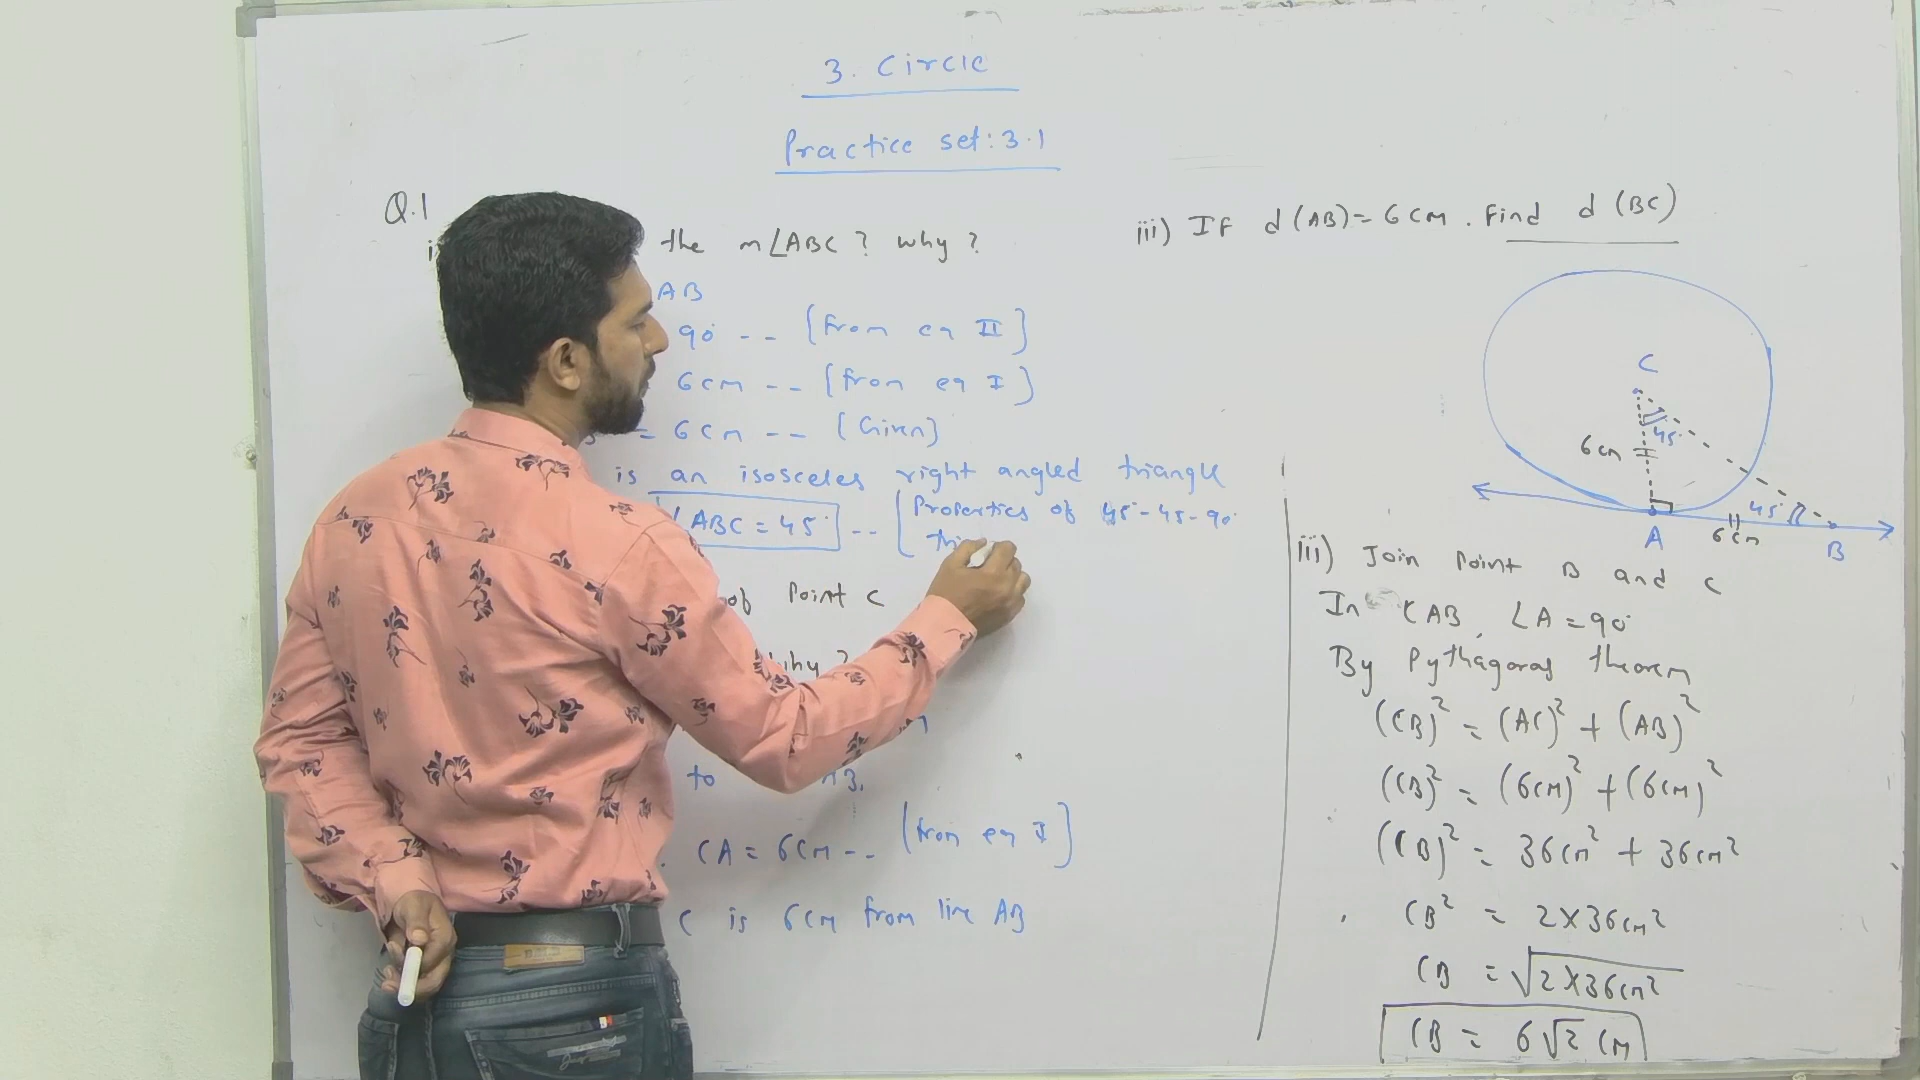 3. Circle
Practice set: 3.1
Q.1
the m∠ABC ? why ?
AB
90° -- [From eq II]
6cm -- [from eq I]
= 6cm -- [Given]
is an isosceles right angled triangle
∠ABC = 45° -- [Properties of 45-45-90°
of point C
why?
to
CA = 6cm -- [from eq I]
C is 6cm from line AB
iii) If d(AB) = 6cm. Find d(BC)
C
45°
6cm
45°
A
6cm
B
iii) Join point B and C
In CAB, ∠A = 90°
By Pythagoras theorem
(CB)² = (AC)² + (AB)²
(CB)² = (6cm)² + (6cm)²
(CB)² = 36cm² + 36cm²
CB² = 2×36cm²
CB = √2×36cm²
CB = 6√2 cm